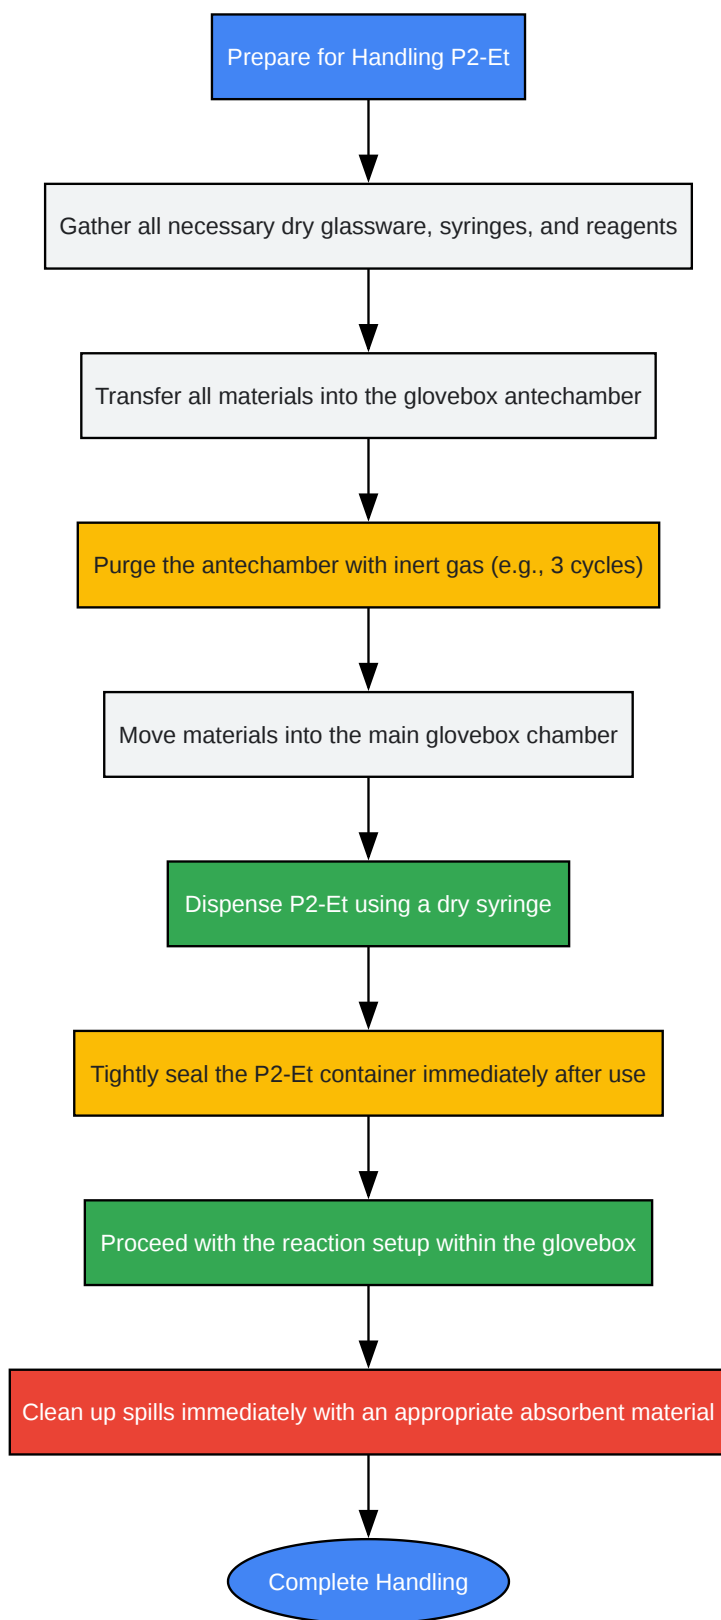 Prepare for Handling P2-Et
Gather all necessary dry glassware, syringes, and reagents
Transfer all materials into the glovebox antechamber
Purge the antechamber with inert gas (e.g., 3 cycles)
Move materials into the main glovebox chamber
Dispense P2-Et using a dry syringe
Tightly seal the P2-Et container immediately after use
Proceed with the reaction setup within the glovebox
Clean up spills immediately with an appropriate absorbent material
Complete Handling